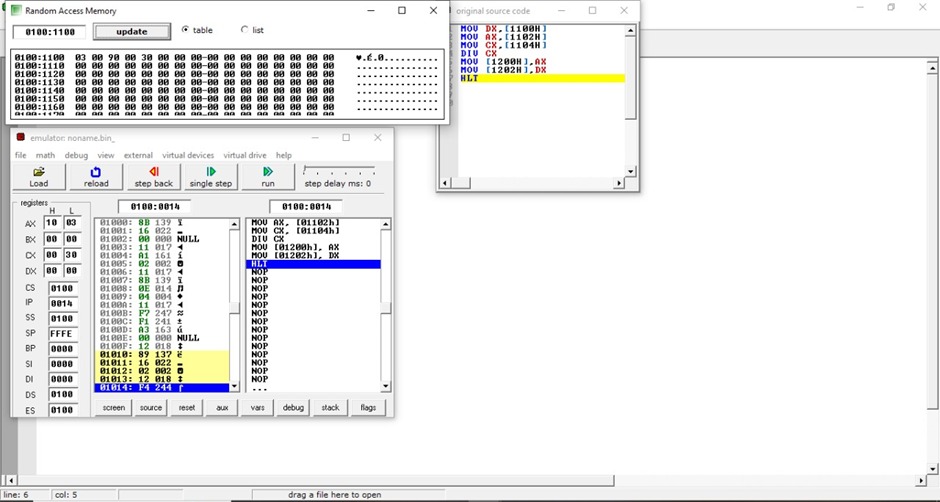 Random Access Memory
0100:1100 update table list
0100:1100 03 00 90 00 30 00 00 00-00 00 00 00 00 00 00 00 ♥.É.0...........
0100:1110 00 00 00 00 00 00 00 00-00 00 00 00 00 00 00 00 ................
0100:1120 00 00 00 00 00 00 00 00-00 00 00 00 00 00 00 00 ................
0100:1130 00 00 00 00 00 00 00 00-00 00 00 00 00 00 00 00 ................
0100:1140 00 00 00 00 00 00 00 00-00 00 00 00 00 00 00 00 ................
0100:1150 00 00 00 00 00 00 00 00-00 00 00 00 00 00 00 00 ................
0100:1160 00 00 00 00 00 00 00 00-00 00 00 00 00 00 00 00 ................
original source code
MOV DX,[1100H]
MOV AX,[1102H]
MOV CX,[1104H]
DIV CX
MOV [1200H],AX
MOV [1202H],DX
HLT
emulator: noname.bin_
file math debug view external virtual devices virtual drive help
Load reload step back single step run step delay ms: 0
registers
H L
AX 10 03
BX 00 00
CX 00 30
DX 00 00
CS 0100
IP 0014
SS 0100
SP FFFE
BP 0000
SI 0000
DI 0000
DS 0100
ES 0100
0100:0014
01000: 8B 139 ï
01001: 16 022 ▬
01002: 00 000 NULL
01003: 11 017 ◄
01004: A1 161 í
01005: 02 002 ☻
01006: 11 017 ◄
01007: 8B 139 ï
01008: 0E 014 ♫
01009: 04 004 ♦
0100A: 11 017 ◄
0100B: F7 247 ≈
0100C: F1 241 ±
0100D: A3 163 ú
0100E: 00 000 NULL
0100F: 12 018 ↕
01010: 89 137 ë
01011: 16 022 ▬
01012: 02 002 ☻
01013: 12 018 ↕
01014: F4 244 ⌠
0100:0014
MOV AX, [01102h]
MOV CX, [01104h]
DIV CX
MOV [01200h], AX
MOV [01202h], DX
HLT
NOP
NOP
NOP
NOP
NOP
NOP
NOP
NOP
NOP
NOP
NOP
NOP
NOP
NOP
...
screen source reset aux vars debug stack flags
line: 6 col: 5 drag a file here to open